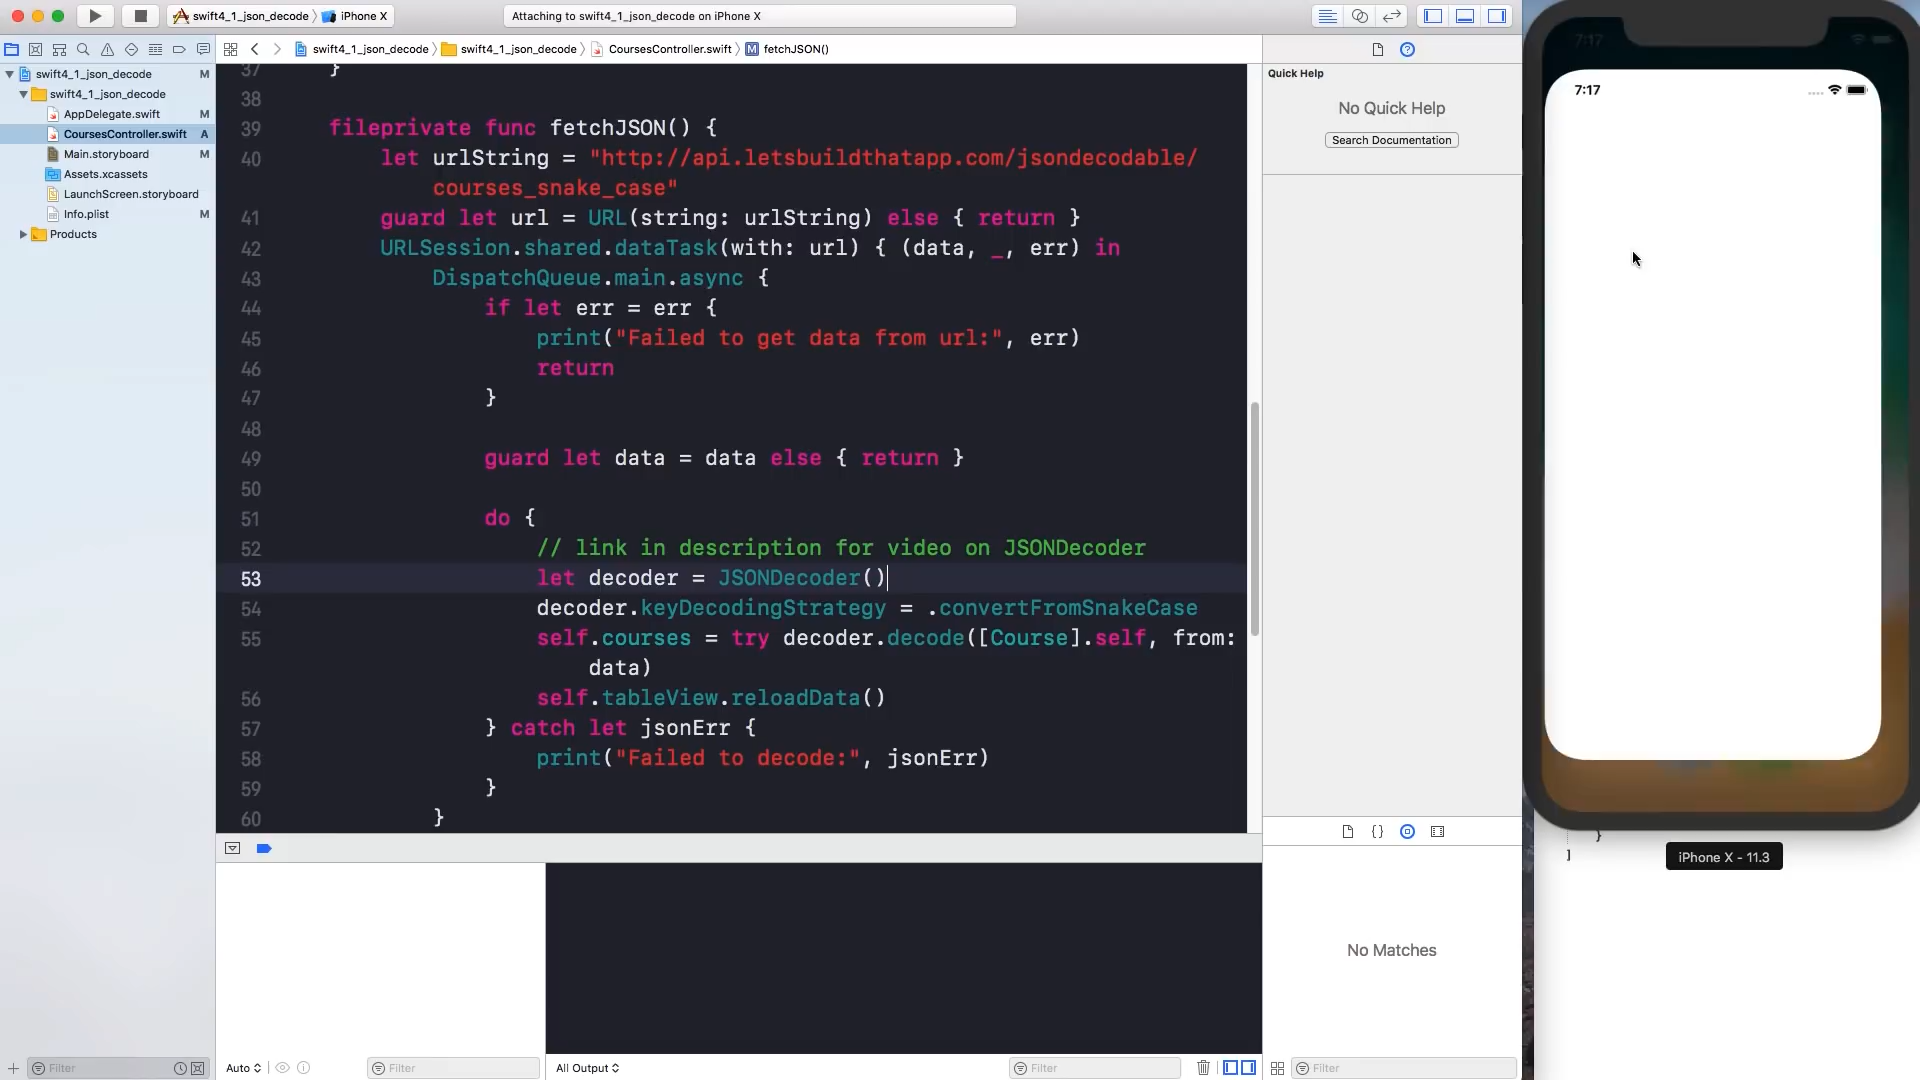 swift4_1_json_decode iPhone X
Attaching to swift4_1_json_decode on iPhone X
swift4_1_json_decode swift4_1_json_decode CoursesController.swift M fetchJSON()
swift4_1_json_decode M
swift4_1_json_decode
AppDelegate.swift M
CoursesController.swift A
Main.storyboard M
Assets.xcassets
LaunchScreen.storyboard
Info.plist M
Products
37 }
38
39 fileprivate func fetchJSON() {
40 let urlString = "http://api.letsbuildthatapp.com/jsondecodable/
courses_snake_case"
41 guard let url = URL(string: urlString) else { return }
42 URLSession.shared.dataTask(with: url) { (data, _, err) in
43 DispatchQueue.main.async {
44 if let err = err {
45 print("Failed to get data from url:", err)
46 return
47 }
48
49 guard let data = data else { return }
50
51 do {
52 // link in description for video on JSONDecoder
53 let decoder = JSONDecoder()
54 decoder.keyDecodingStrategy = .convertFromSnakeCase
55 self.courses = try decoder.decode([Course].self, from:
data)
56 self.tableView.reloadData()
57 } catch let jsonErr {
58 print("Failed to decode:", jsonErr)
59 }
60 }
Quick Help
No Quick Help
Search Documentation
No Matches
7:17
7:17
}
]
iPhone X - 11.3
Filter
Auto
Filter
All Output
Filter
Filter